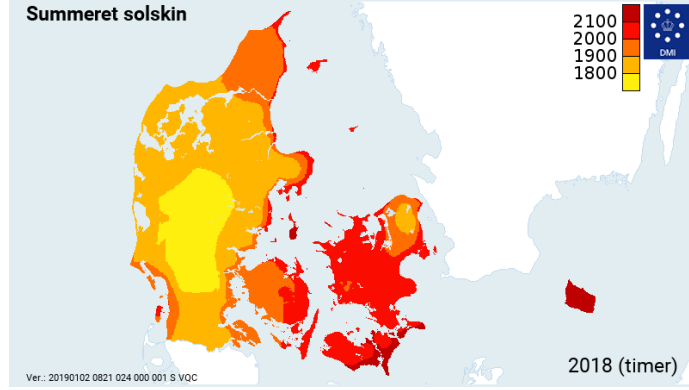 Summeret solskin
2100
2000
1900
1800
DMI
2018 (timer)
Ver.: 20190102 0821 024 000 001 S VQC